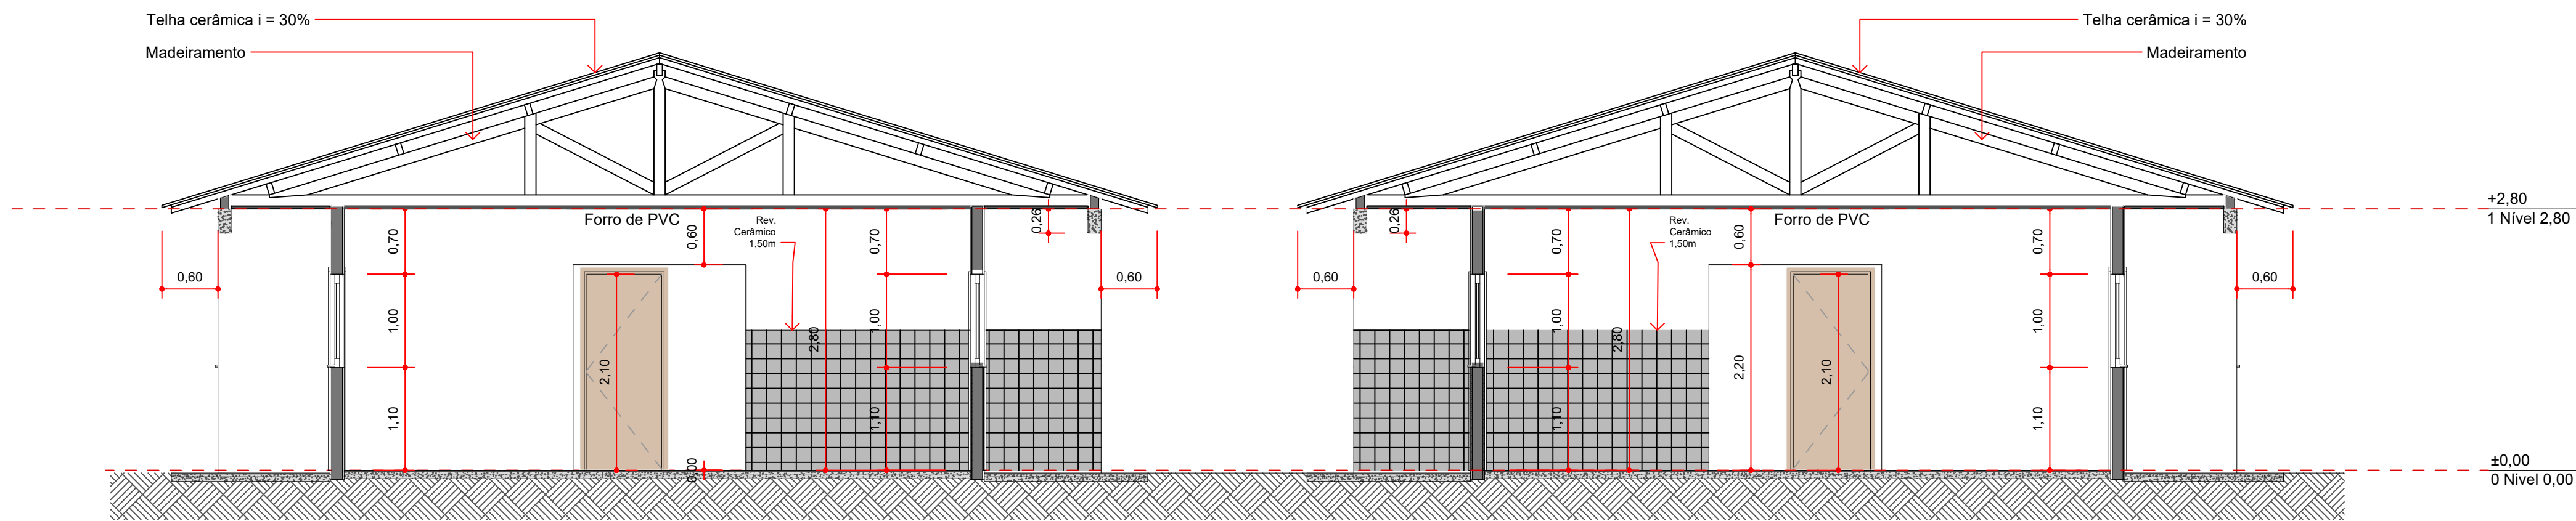 Telha cerâmica i = 30%
Madeiramento
Telha cerâmica i = 30%
Madeiramento
+2,80
1 Nível 2,80
Forro de PVC
Rev.
Cerâmico
1,50m
0,70
0,60
0,70
0,26
0,60
0,60
1,00
1,00
2,80
2,10
1,10
1,10
0,00
Forro de PVC
Rev.
Cerâmico
1,50m
0,26
0,70
0,60
0,70
0,60
0,60
1,00
2,80
1,00
2,20
2,10
1,10
1,10
±0,00
0 Nível 0,00